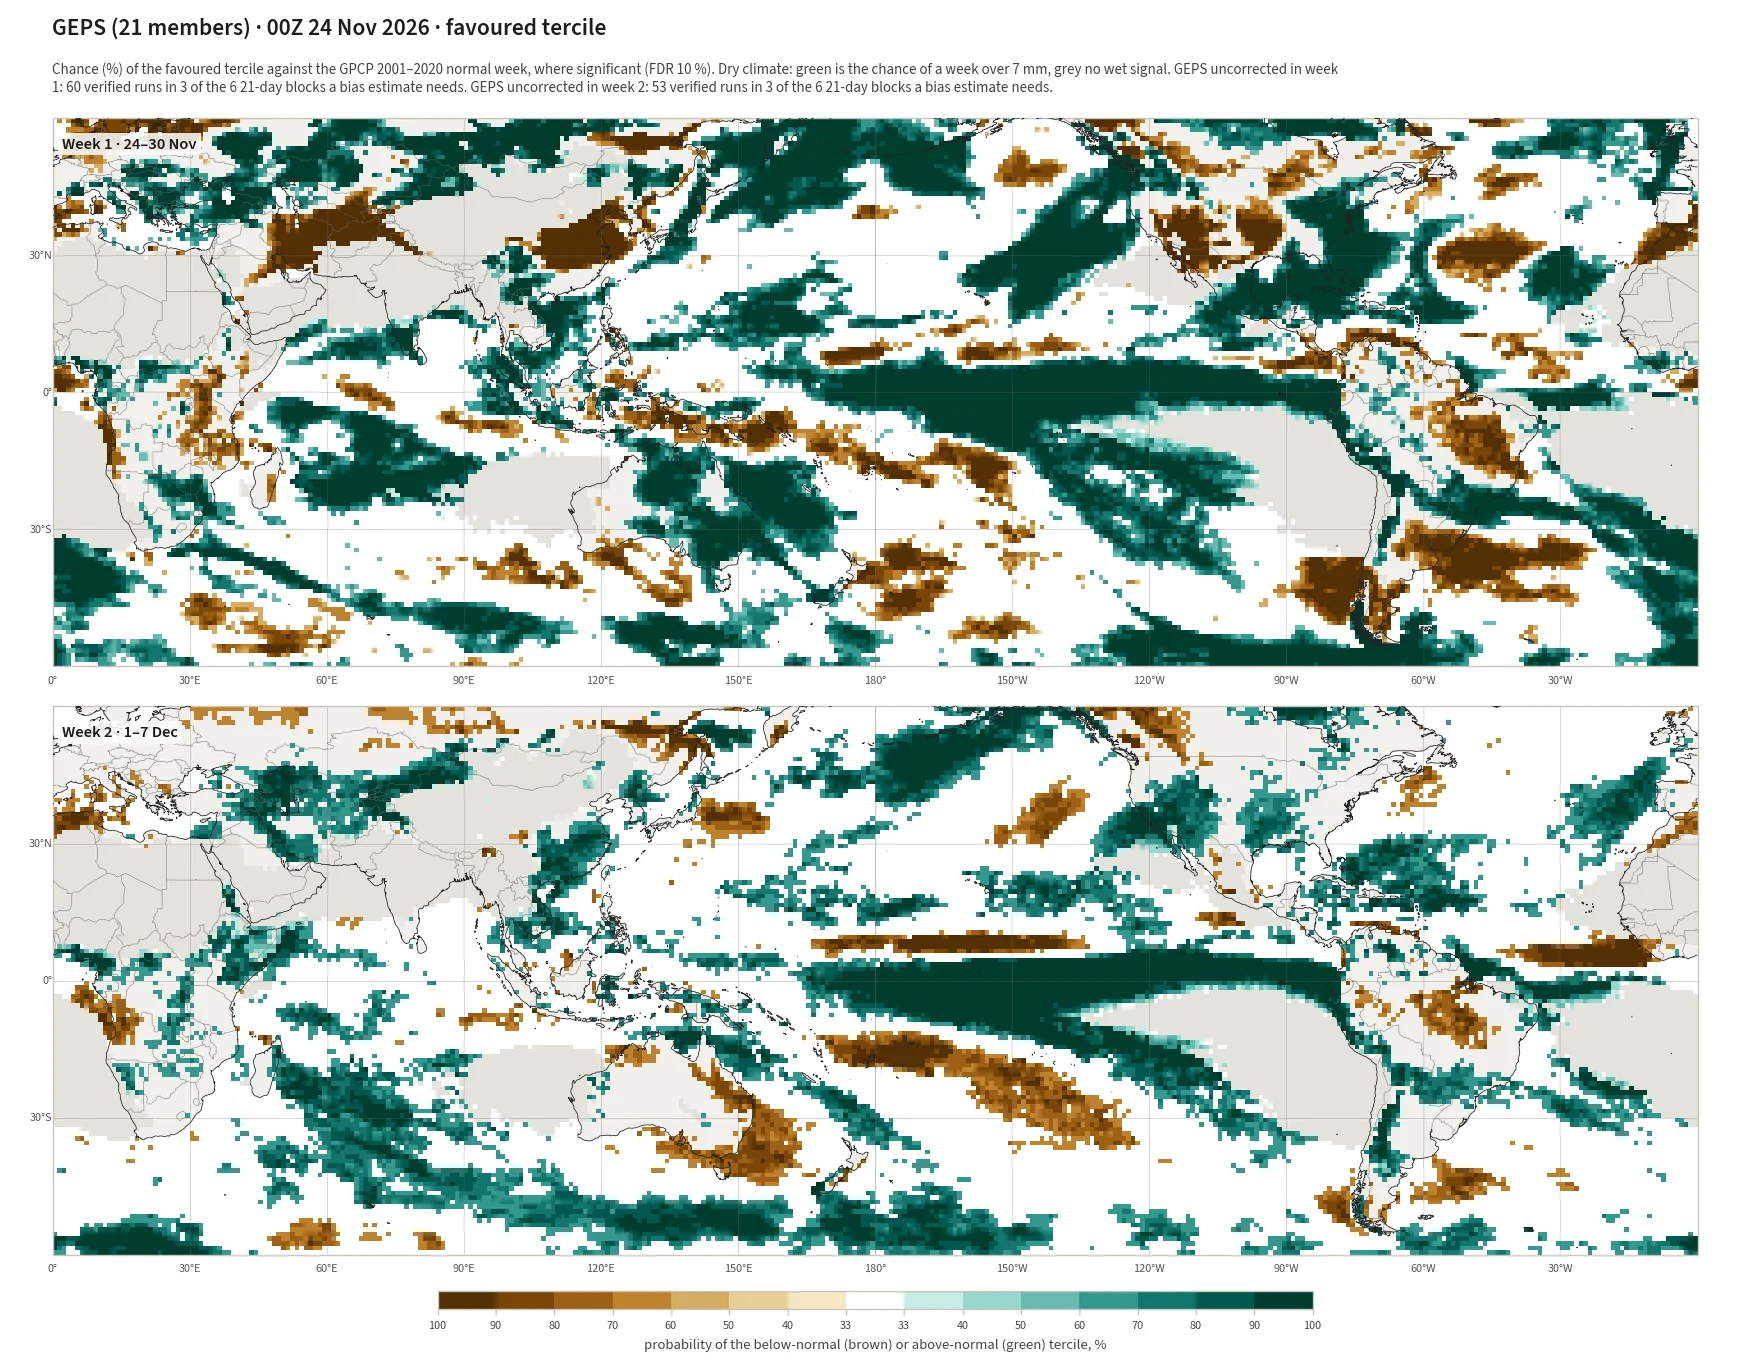 GEPS (21 members) · 00Z 24 Nov 2026 · favoured tercile
Chance (%) of the favoured tercile against the GPCP 2001–2020 normal week, where significant (FDR 10 %). Dry climate: green is the chance of a week over 7 mm, grey no wet signal. GEPS uncorrected in week
1: 60 verified runs in 3 of the 6 21-day blocks a bias estimate needs. GEPS uncorrected in week 2: 53 verified runs in 3 of the 6 21-day blocks a bias estimate needs.
Week 1 · 24–30 Nov
30°N
0°
30°S
0° 30°E 60°E 90°E 120°E 150°E 180° 150°W 120°W 90°W 60°W 30°W
Week 2 · 1–7 Dec
30°N
0°
30°S
0° 30°E 60°E 90°E 120°E 150°E 180° 150°W 120°W 90°W 60°W 30°W
100 90 80 70 60 50 40 33 33 40 50 60 70 80 90 100
probability of the below-normal (brown) or above-normal (green) tercile, %